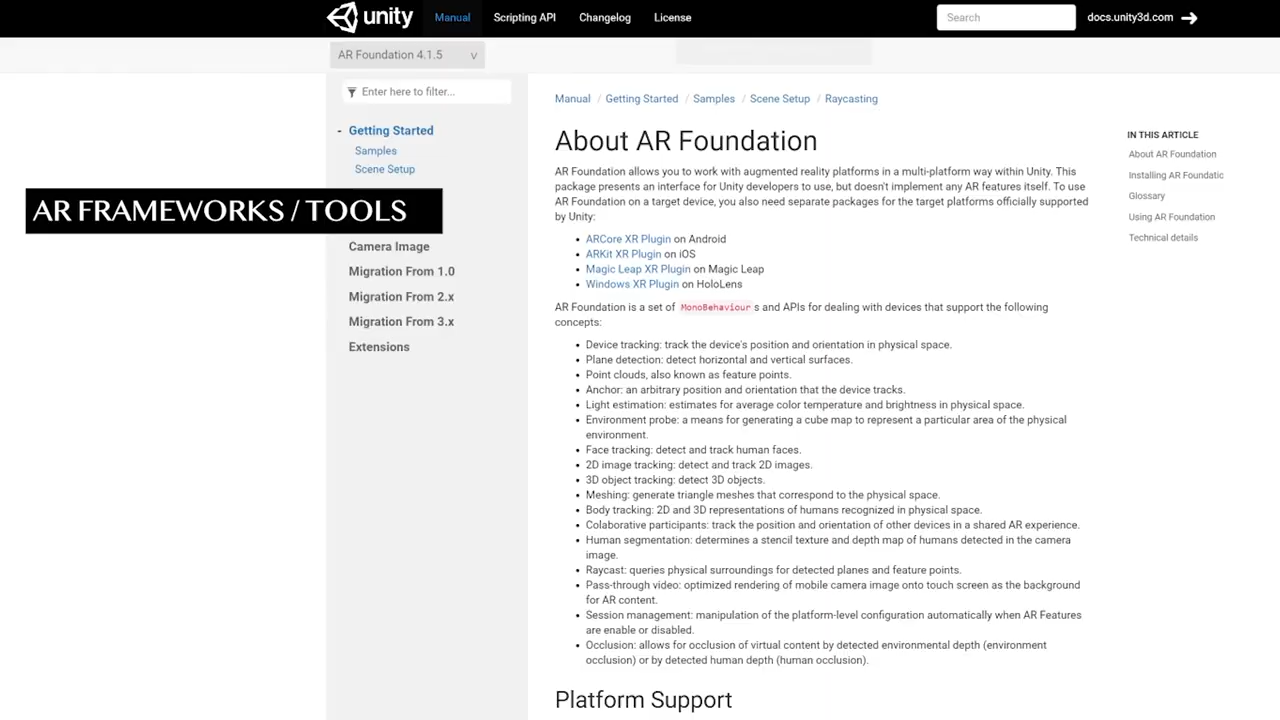 unity
Manual
Scripting API
Changelog
License
Search
docs.unity3d.com
AR Foundation 4.1.5
Enter here to filter...
- Getting Started
Samples
Scene Setup
AR FRAMEWORKS / TOOLS
Camera Image
Migration From 1.0
Migration From 2.x
Migration From 3.x
Extensions
Manual / Getting Started / Samples / Scene Setup / Raycasting
About AR Foundation
AR Foundation allows you to work with augmented reality platforms in a multi-platform way within Unity. This
package presents an interface for Unity developers to use, but doesn't implement any AR features itself. To use
AR Foundation on a target device, you also need separate packages for the target platforms officially supported
by Unity:
• ARCore XR Plugin on Android
• ARKit XR Plugin on iOS
• Magic Leap XR Plugin on Magic Leap
• Windows XR Plugin on HoloLens
AR Foundation is a set of MonoBehaviour s and APIs for dealing with devices that support the following
concepts:
• Device tracking: track the device's position and orientation in physical space.
• Plane detection: detect horizontal and vertical surfaces.
• Point clouds, also known as feature points.
• Anchor: an arbitrary position and orientation that the device tracks.
• Light estimation: estimates for average color temperature and brightness in physical space.
• Environment probe: a means for generating a cube map to represent a particular area of the physical
environment.
• Face tracking: detect and track human faces.
• 2D image tracking: detect and track 2D images.
• 3D object tracking: detect 3D objects.
• Meshing: generate triangle meshes that correspond to the physical space.
• Body tracking: 2D and 3D representations of humans recognized in physical space.
• Colaborative participants: track the position and orientation of other devices in a shared AR experience.
• Human segmentation: determines a stencil texture and depth map of humans detected in the camera
image.
• Raycast: queries physical surroundings for detected planes and feature points.
• Pass-through video: optimized rendering of mobile camera image onto touch screen as the background
for AR content.
• Session management: manipulation of the platform-level configuration automatically when AR Features
are enable or disabled.
• Occlusion: allows for occlusion of virtual content by detected environmental depth (environment
occlusion) or by detected human depth (human occlusion).
Platform Support
IN THIS ARTICLE
About AR Foundation
Installing AR Foundatic
Glossary
Using AR Foundation
Technical details